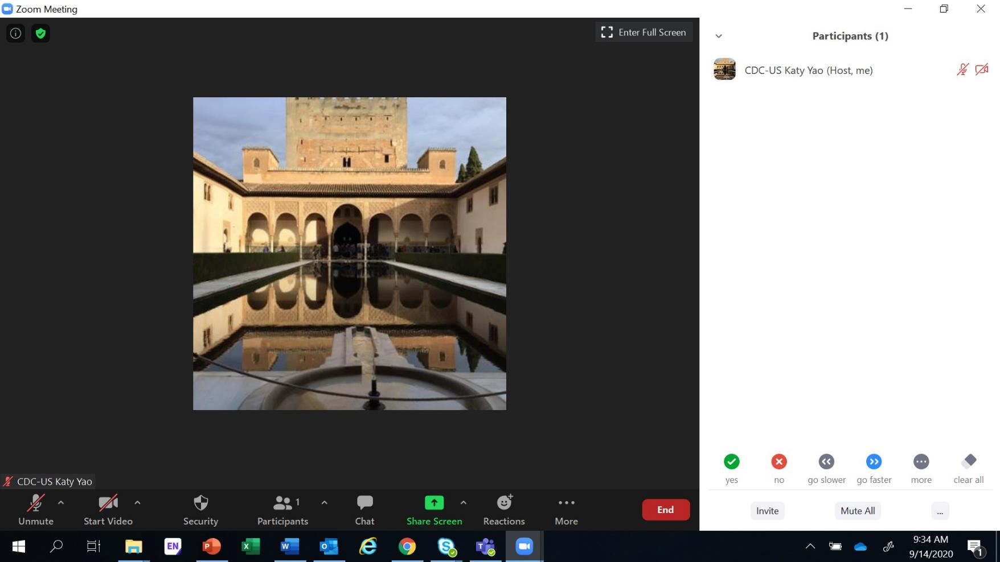 Zoom Meeting
Enter Full Screen
Participants (1)
CDC-US Katy Yao (Host, me)
yes
no
go slower
go faster
more
clear all
CDC-US Katy Yao
1
Unmute
Start Video
Security
Participants
Chat
Share Screen
Reactions
More
End
Invite
Mute All
...
EN
P
X
W
O
T
9:34 AM
9/14/2020
1